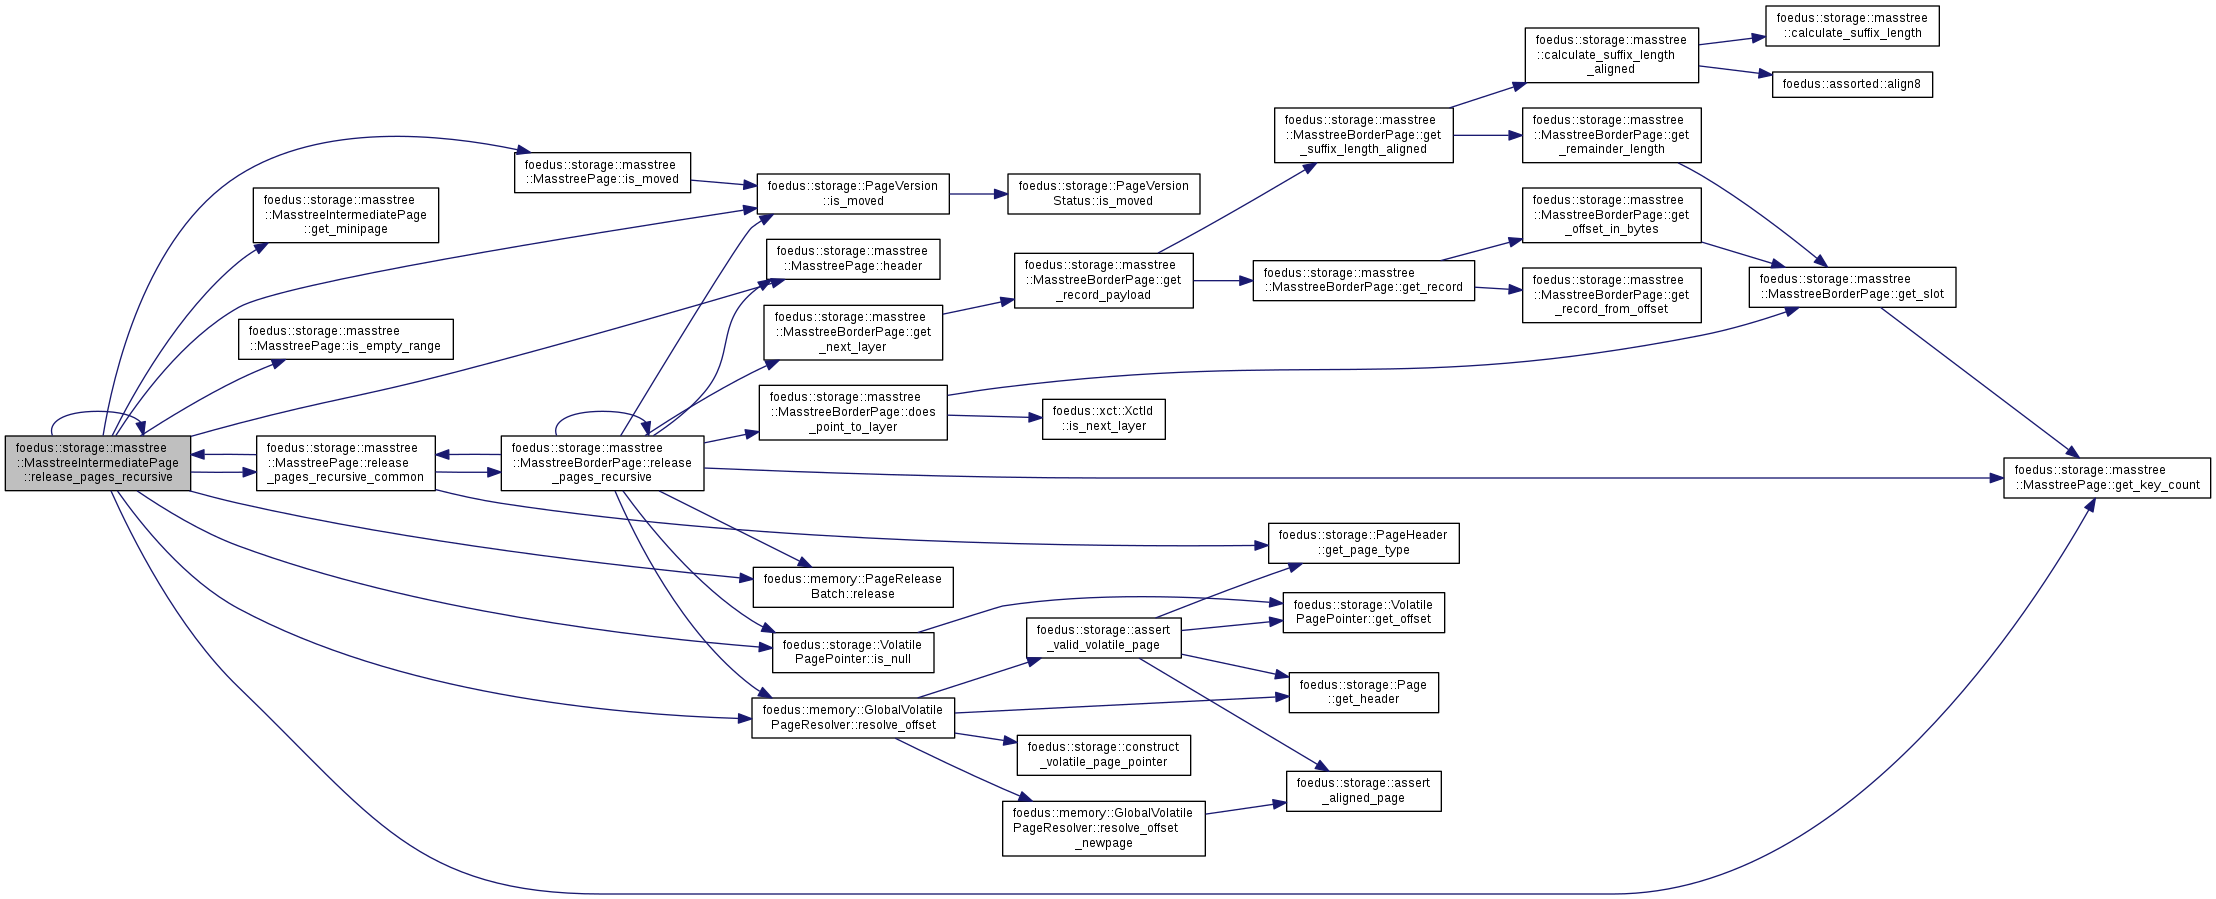 foedus::storage::masstree
::MasstreeIntermediatePage
::release_pages_recursive
foedus::storage::masstree
::MasstreeIntermediatePage
::get_minipage
foedus::storage::masstree
::MasstreePage::is_empty_range
foedus::storage::masstree
::MasstreePage::release
_pages_recursive_common
foedus::storage::masstree
::MasstreePage::is_moved
foedus::storage::masstree
::MasstreeBorderPage::release
_pages_recursive
foedus::storage::PageVersion
::is_moved
foedus::storage::masstree
::MasstreePage::header
foedus::storage::masstree
::MasstreeBorderPage::get
_next_layer
foedus::storage::masstree
::MasstreeBorderPage::does
_point_to_layer
foedus::memory::PageRelease
Batch::release
foedus::storage::Volatile
PagePointer::is_null
foedus::memory::GlobalVolatile
PageResolver::resolve_offset
foedus::storage::PageVersion
Status::is_moved
foedus::storage::masstree
::MasstreeBorderPage::get
_record_payload
foedus::xct::XctId
::is_next_layer
foedus::storage::assert
_valid_volatile_page
foedus::storage::construct
_volatile_page_pointer
foedus::memory::GlobalVolatile
PageResolver::resolve_offset
_newpage
foedus::storage::masstree
::MasstreeBorderPage::get
_suffix_length_aligned
foedus::storage::masstree
::MasstreeBorderPage::get_record
foedus::storage::PageHeader
::get_page_type
foedus::storage::Volatile
PagePointer::get_offset
foedus::storage::Page
::get_header
foedus::storage::assert
_aligned_page
foedus::storage::masstree
::calculate_suffix_length
_aligned
foedus::storage::masstree
::MasstreeBorderPage::get
_remainder_length
foedus::storage::masstree
::MasstreeBorderPage::get
_offset_in_bytes
foedus::storage::masstree
::MasstreeBorderPage::get
_record_from_offset
foedus::storage::masstree
::calculate_suffix_length
foedus::assorted::align8
foedus::storage::masstree
::MasstreeBorderPage::get_slot
foedus::storage::masstree
::MasstreePage::get_key_count